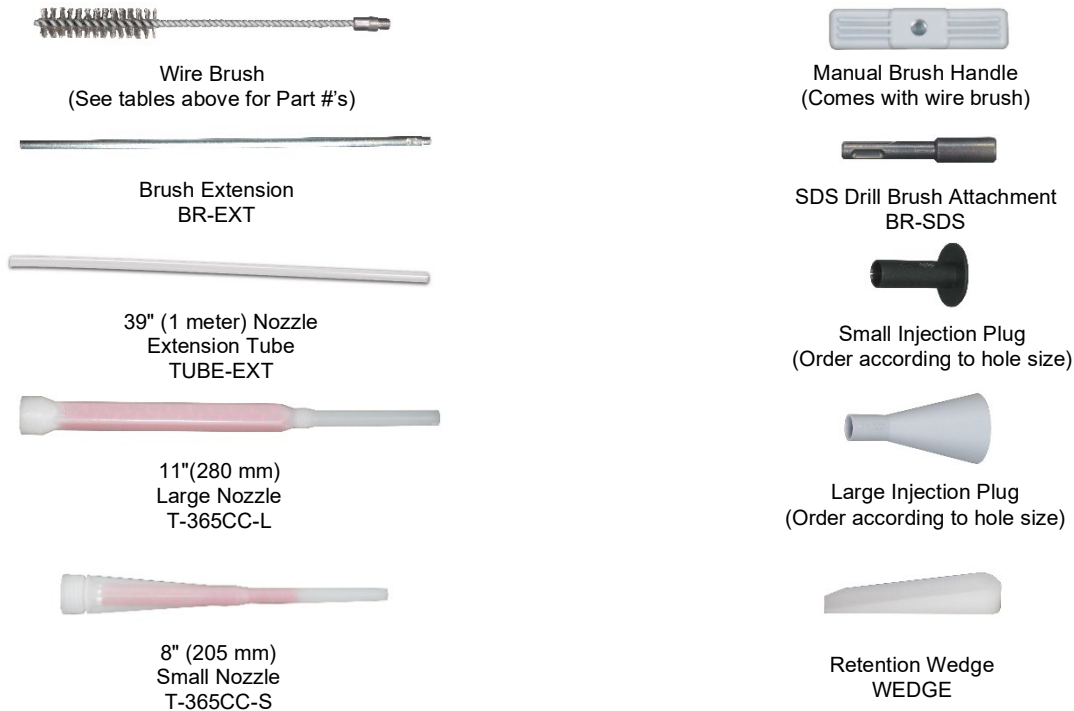 Wire Brush
(See tables above for Part #'s)
Brush Extension
BR-EXT
39" (1 meter) Nozzle
Extension Tube
TUBE-EXT
11"(280 mm)
Large Nozzle
T-365CC-L
8" (205 mm)
Small Nozzle
T-365CC-S
Manual Brush Handle
(Comes with wire brush)
SDS Drill Brush Attachment
BR-SDS
Small Injection Plug
(Order according to hole size)
Large Injection Plug
(Order according to hole size)
Retention Wedge
WEDGE